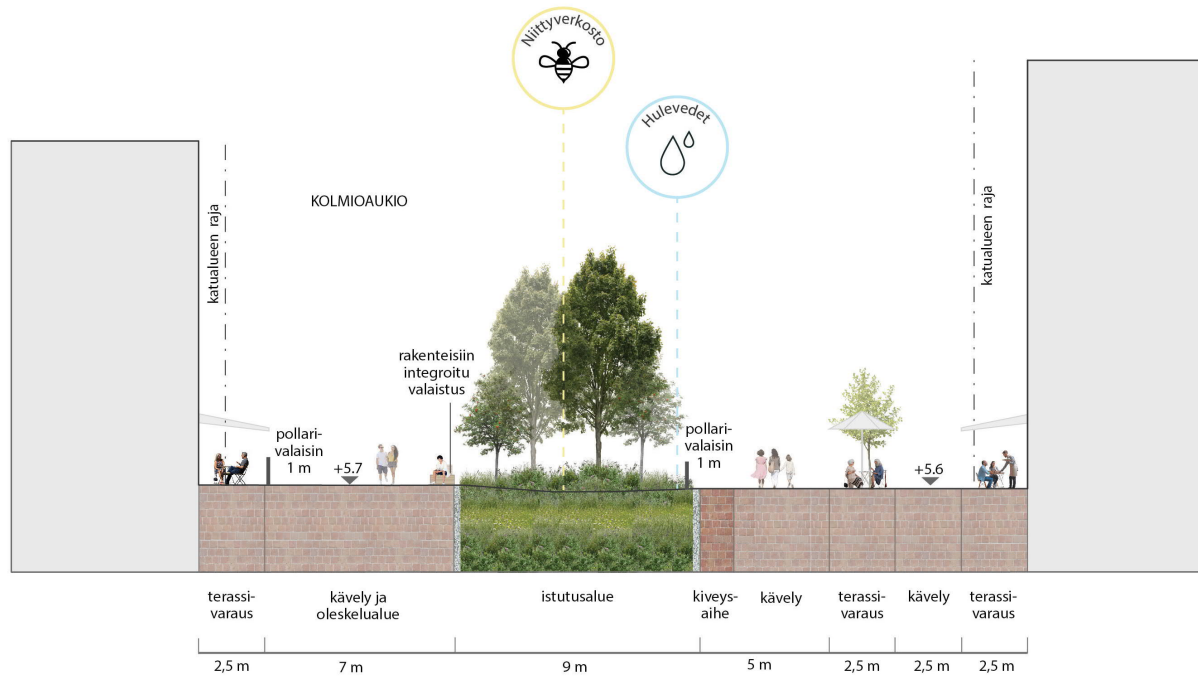 Niittyverkosto
Hulevedet
KOLMIOAUKIO
katualueen raja
katualueen raja
rakenteisiin
integroitu
valaistus
pollari-
valaisin
1 m
+5.7
pollari-
valaisin
1 m
+5.6
terassi-
varaus
kävely ja
oleskelualue
istutusalue
kiveys-
aihe
kävely
terassi-
varaus
kävely
terassi-
varaus
2,5 m
7 m
9 m
5 m
2,5 m
2,5 m
2,5 m